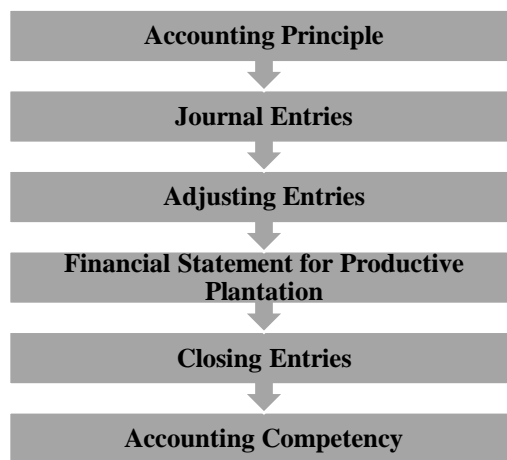 Accounting Principle
Journal Entries
Adjusting Entries
Financial Statement for Productive
Plantation
Closing Entries
Accounting Competency